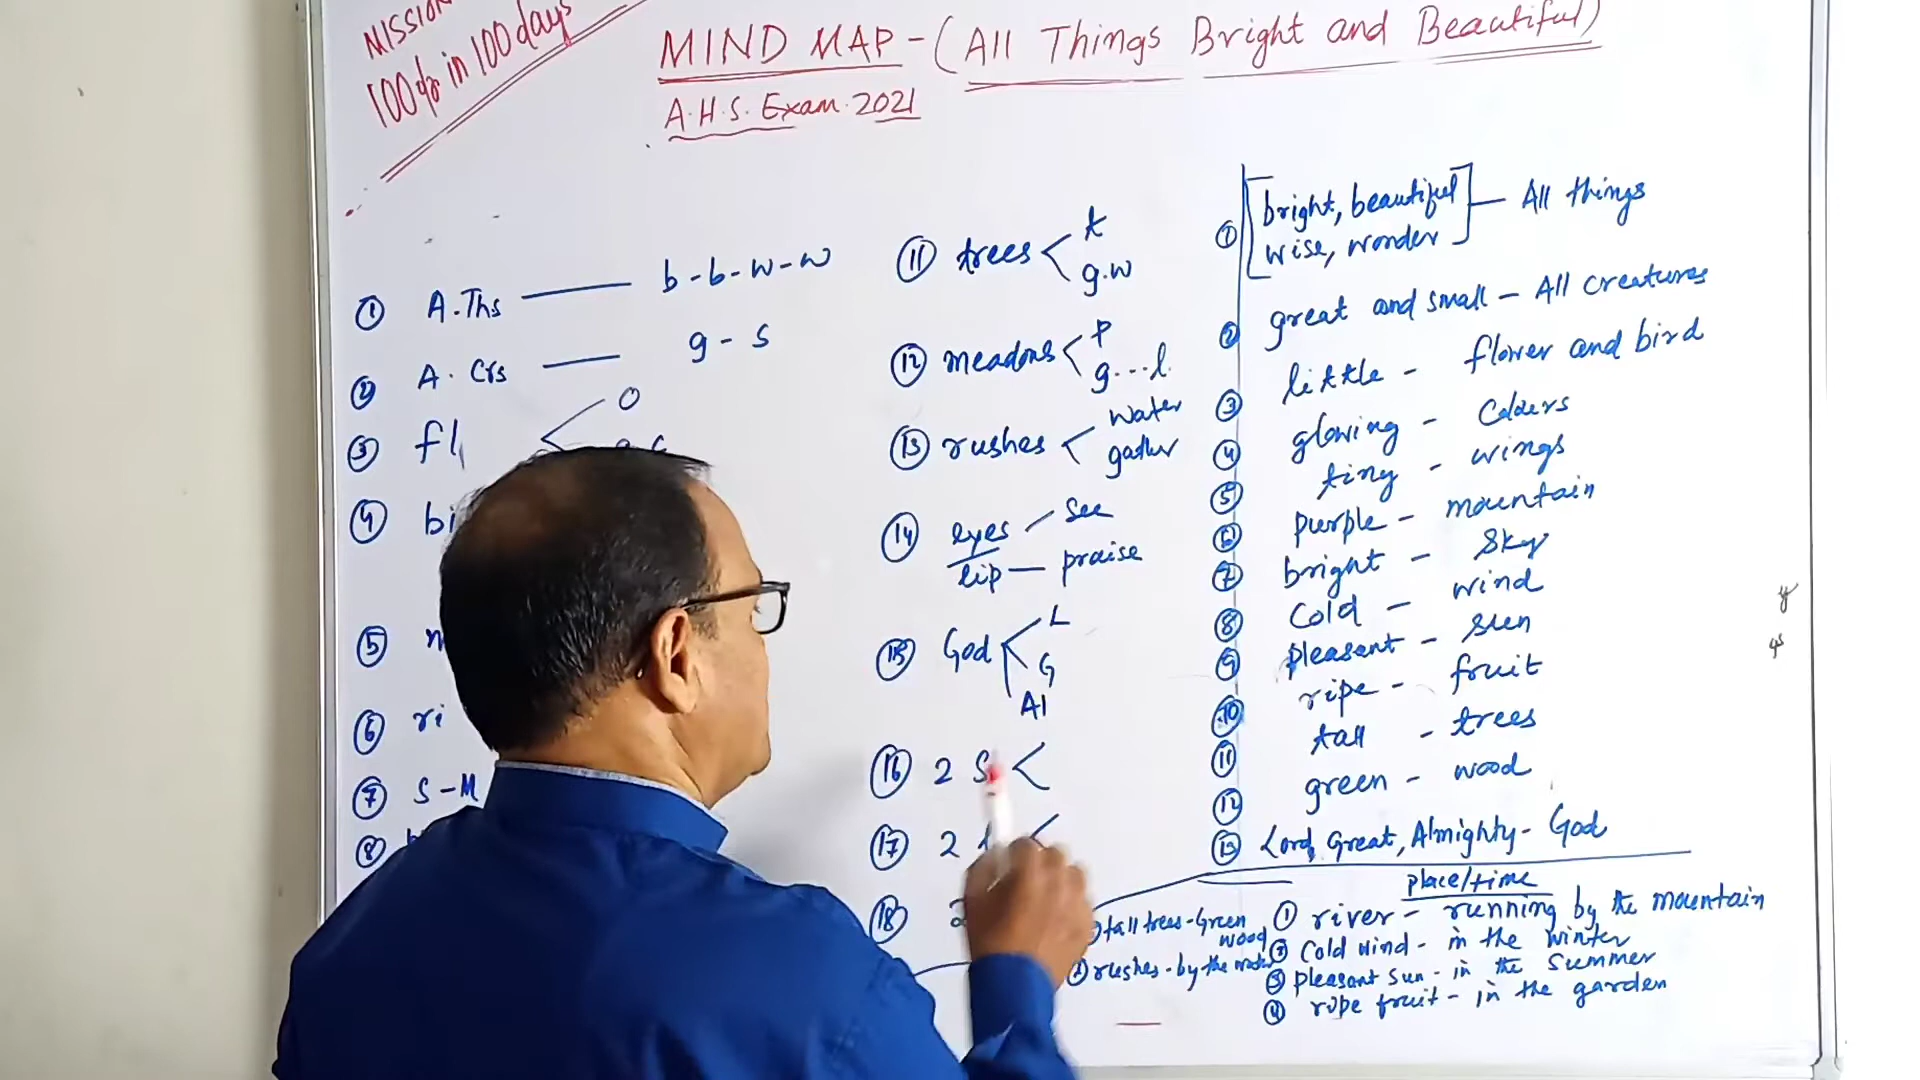 MISSION
100% in 100 days
MIND MAP - (All Things Bright and Beautiful)
A.H.S. Exam. 2021
① A.Ths — b-b-w-w
② A. Crs — g - s
③ fl < o
④ bi
⑤
⑥ ri
⑦ S-M
⑧
⑪ trees < t
g.w
⑫ meadows < p
g...l.
⑬ rushes < water
gather
⑭ eyes — see
lip — praise
⑮ God < L
G
Al
⑯ 2 S <
⑰ 2
⑱ 2
① [bright, beautiful
wise, wonder] — All things
② great and small — All creatures
③ little - flower and bird
④ glowing - Colours
⑤ tiny - wings
⑥ purple - mountain
⑦ bright - Sky
⑧ Cold - wind
⑨ pleasant - sun
⑩ ripe - fruit
⑪ tall - trees
⑫ green - wood
⑬ Lord, Great, Almighty - God
place/time
① river - running by the mountain
② Cold wind - in the winter
③ pleasant sun - in the summer
④ ripe fruit - in the garden
tall trees - Green
wood
② rushes - by the water